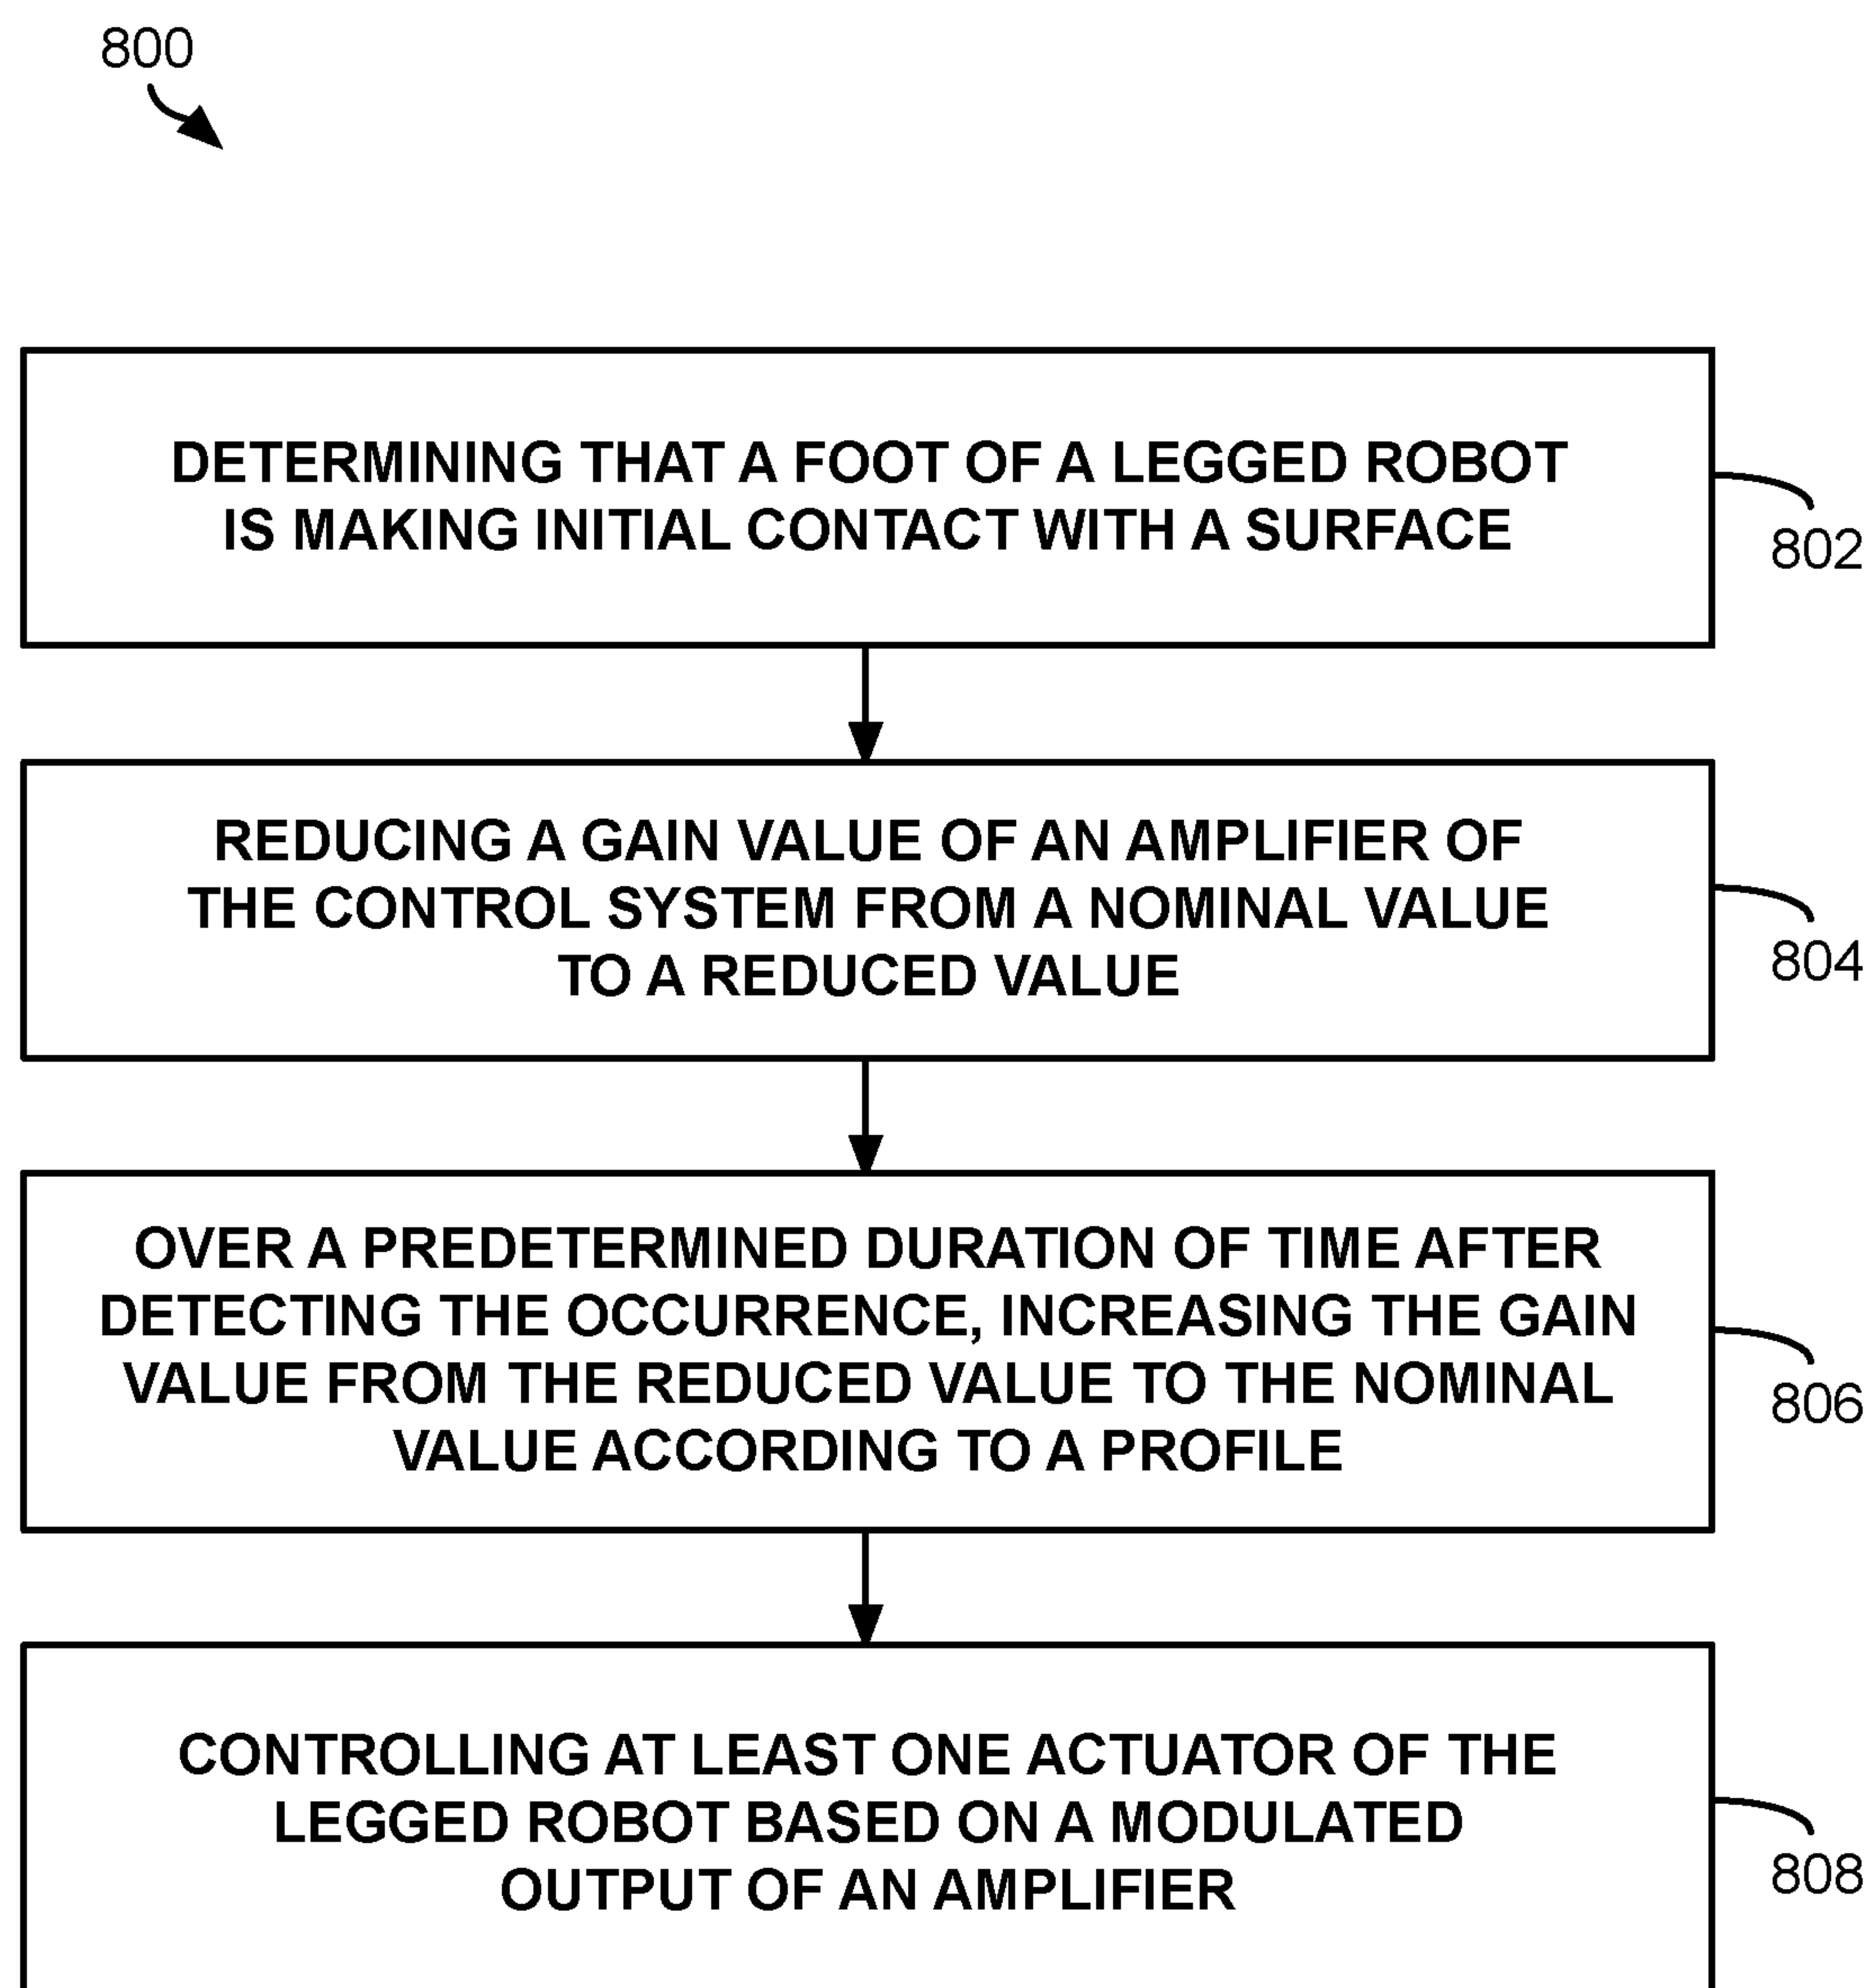 800
DETERMINING THAT A FOOT OF A LEGGED ROBOT
IS MAKING INITIAL CONTACT WITH A SURFACE
802
REDUCING A GAIN VALUE OF AN AMPLIFIER OF
THE CONTROL SYSTEM FROM A NOMINAL VALUE
TO A REDUCED VALUE
804
OVER A PREDETERMINED DURATION OF TIME AFTER
DETECTING THE OCCURRENCE, INCREASING THE GAIN
VALUE FROM THE REDUCED VALUE TO THE NOMINAL
VALUE ACCORDING TO A PROFILE
806
CONTROLLING AT LEAST ONE ACTUATOR OF THE
LEGGED ROBOT BASED ON A MODULATED
OUTPUT OF AN AMPLIFIER
808